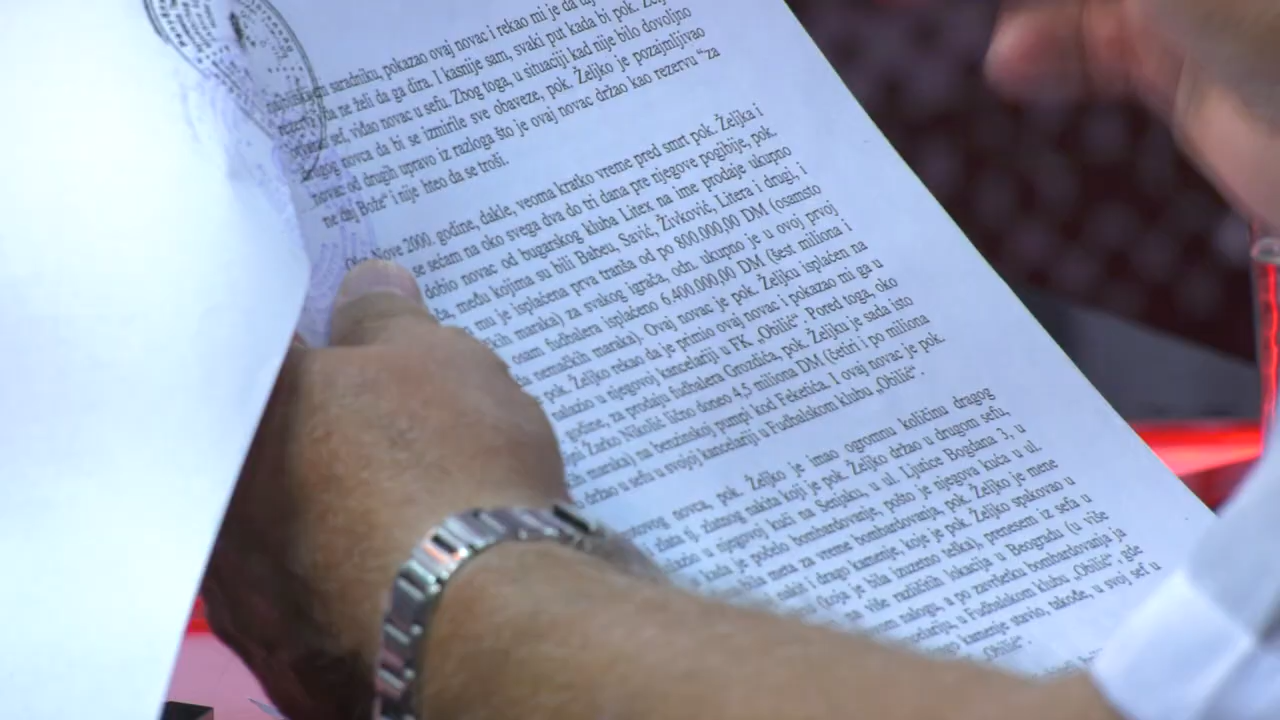 saradniku, pokazao ovaj novac i rekao mi je da
ne želi da ga dira. I kasnije sam, svaki put kada bi pok.
sef, viđao novac u sefu. Zbog toga, u situaciji kad nije bilo dovoljno
novca da bi se izmirile sve obaveze, pok. Željko je pozajmljivao
novac od drugih upravo iz razloga što je ovaj novac držao kao rezervu “za
ne daj Bože“ i nije hteo da se troši.
2000. godine, dakle, veoma kratko vreme pred smrt pok. Željka i
se sećam na oko svega dva do tri dana pre njegove pogibije, pok.
dobio novac od bugarskog kluba Litex na ime prodaje ukupno
među kojima su bili Babeu, Savić, Živković, Litera i drugi, i
mu je isplaćena prva tranša od po 800.000,00 DM (osamsto
maraka) za svakog igrača, odn. ukupno je u ovoj prvoj
osam fudbalera isplaćeno 6.400.000,00 DM (šest miliona i
nemačkih maraka). Ovaj novac je pok. Željku isplaćen na
pok. Željko rekao da je primio ovaj novac i pokazao mi ga u
nalazio u njegovoj kancelariji u FK „Obilić“ Pored toga, oko
godine, za prodaju fudbalera Grozdića, pok. Željku je sada isto
Žarko Nikolić lično doneo 4,5 miliona DM (četiri i po miliona
maraka) na benzinskoj pumpi kod Feketića. I ovaj novac je pok.
držao u sefu u svojoj kancelariji u Fudbalskom klubu „Obilić“.
novca, pok. Željko je imao ogromnu količinu dragog
zlata tj. zlatnog nakita koji je pok. Željko držao u drugom sefu,
u njegovoj kući na Senjaku, u ul. Ljutice Bogdana 3, u
kada je počelo bombardovanje, pošto je njegova kuća u ul.
bila meta za vreme bombardovanja, pok. Željko je mene
nakit i drago kamenje, koje je pok. Željko spakovao u
(koja je bila izuzetno teška), prenesem iz sefa u
na više različitih lokacija u Beogradu (u više
nalogu, a po završetku bombardovanja ja
u Fudbalskom klubu „Obilić“, gde
kamenje stavio, takođe, u svoj sef u
„Obilić“.